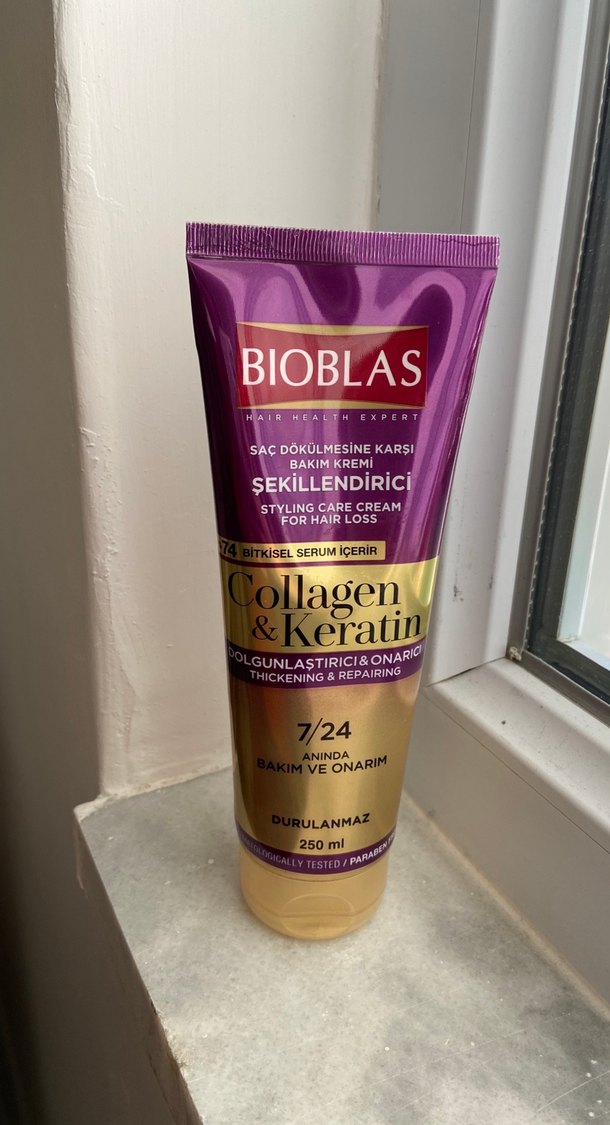 BIOBLAS
HAIR HEALTH EXPERT
SAÇ DÖKÜLMESİNE KARŞI
BAKIM KREMİ
ŞEKİLLENDİRİCİ
STYLING CARE CREAM
FOR HAIR LOSS
74 BİTKİSEL SERUM İÇERİR
Collagen
& Keratin
DOLGUNLAŞTIRICI & ONARICI
THICKENING & REPAIRING
7/24
ANINDA
BAKIM VE ONARIM
DURULANMAZ
250 ml
TESTED / PARABEN